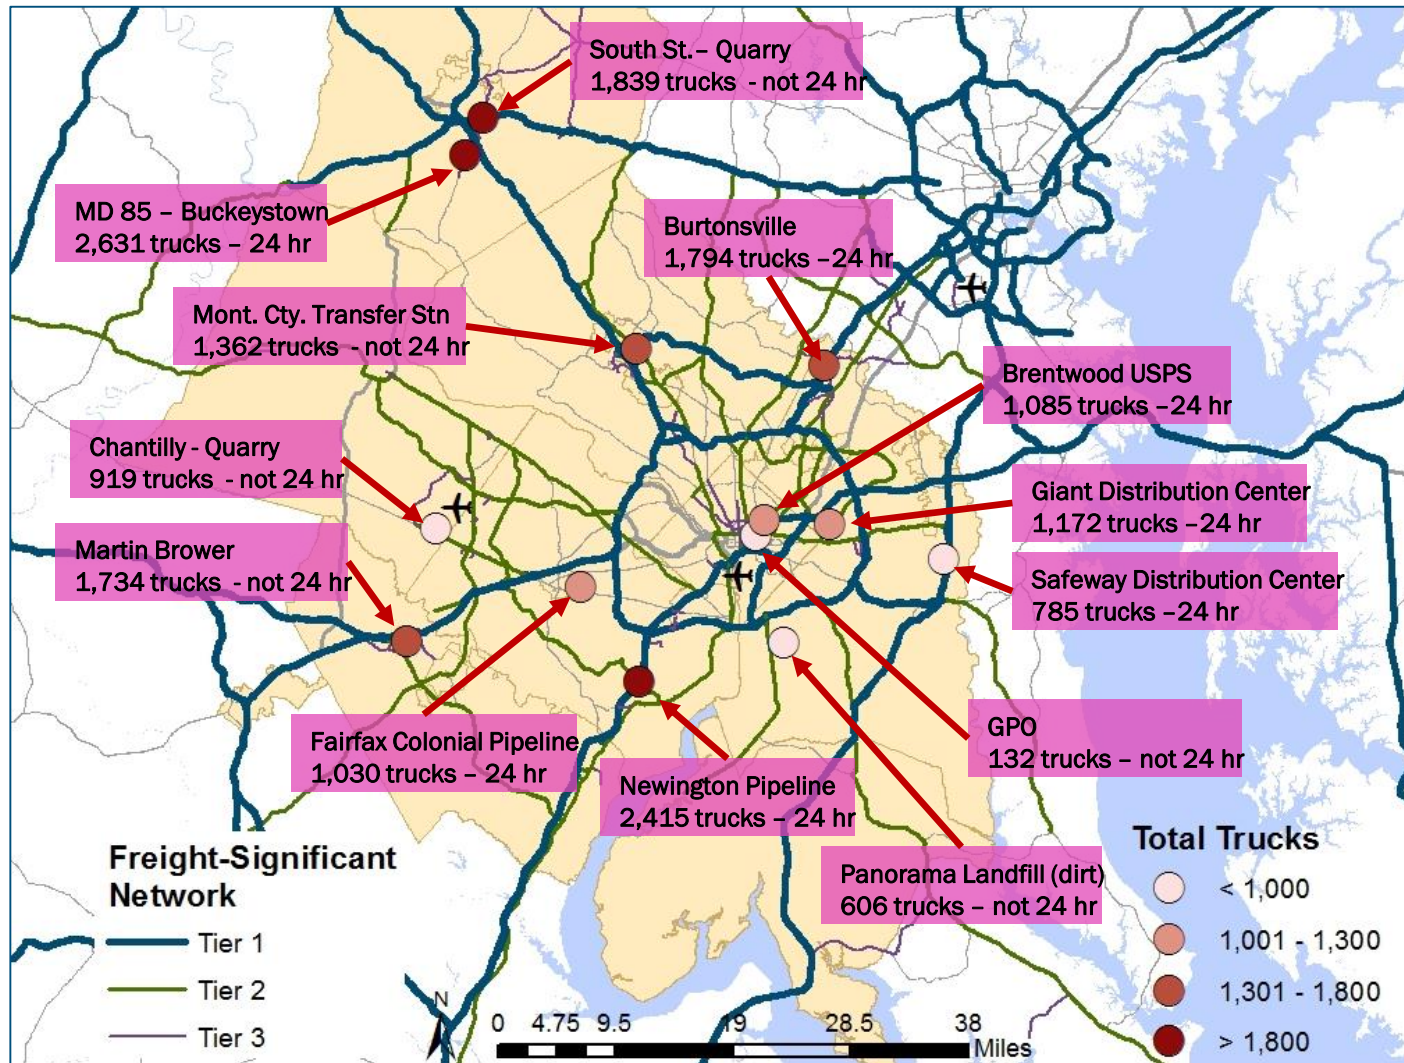 South St. – Quarry
1,839 trucks - not 24 hr
MD 85 – Buckeystown
2,631 trucks – 24 hr
Burtonsville
1,794 trucks –24 hr
Mont. Cty. Transfer Stn
1,362 trucks - not 24 hr
Brentwood USPS
1,085 trucks –24 hr
Chantilly - Quarry
919 trucks - not 24 hr
Giant Distribution Center
1,172 trucks –24 hr
Martin Brower
1,734 trucks - not 24 hr
Safeway Distribution Center
785 trucks –24 hr
Fairfax Colonial Pipeline
1,030 trucks – 24 hr
GPO
132 trucks – not 24 hr
Newington Pipeline
2,415 trucks – 24 hr
Panorama Landfill (dirt)
606 trucks – not 24 hr
Freight-Significant
Network
Tier 1
Tier 2
Tier 3
N
0 4.75 9.5 19 28.5 38
Miles
Total Trucks
< 1,000
1,001 - 1,300
1,301 - 1,800
> 1,800